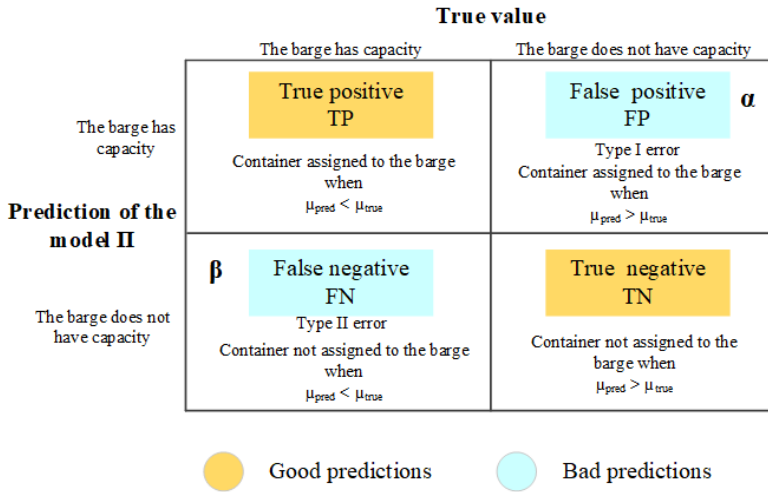 True value
The barge has capacity
The barge does not have capacity
The barge has
capacity
True positive
TP
Container assigned to the barge
when
μpred < μtrue
False positive
FP
α
Type I error
Container assigned to the barge
when
μpred > μtrue
Prediction of the
model Π
The barge does not
have capacity
β
False negative
FN
Type II error
Container not assigned to the barge
when
μpred < μtrue
True negative
TN
Container not assigned to the
barge when
μpred > μtrue
Good predictions
Bad predictions